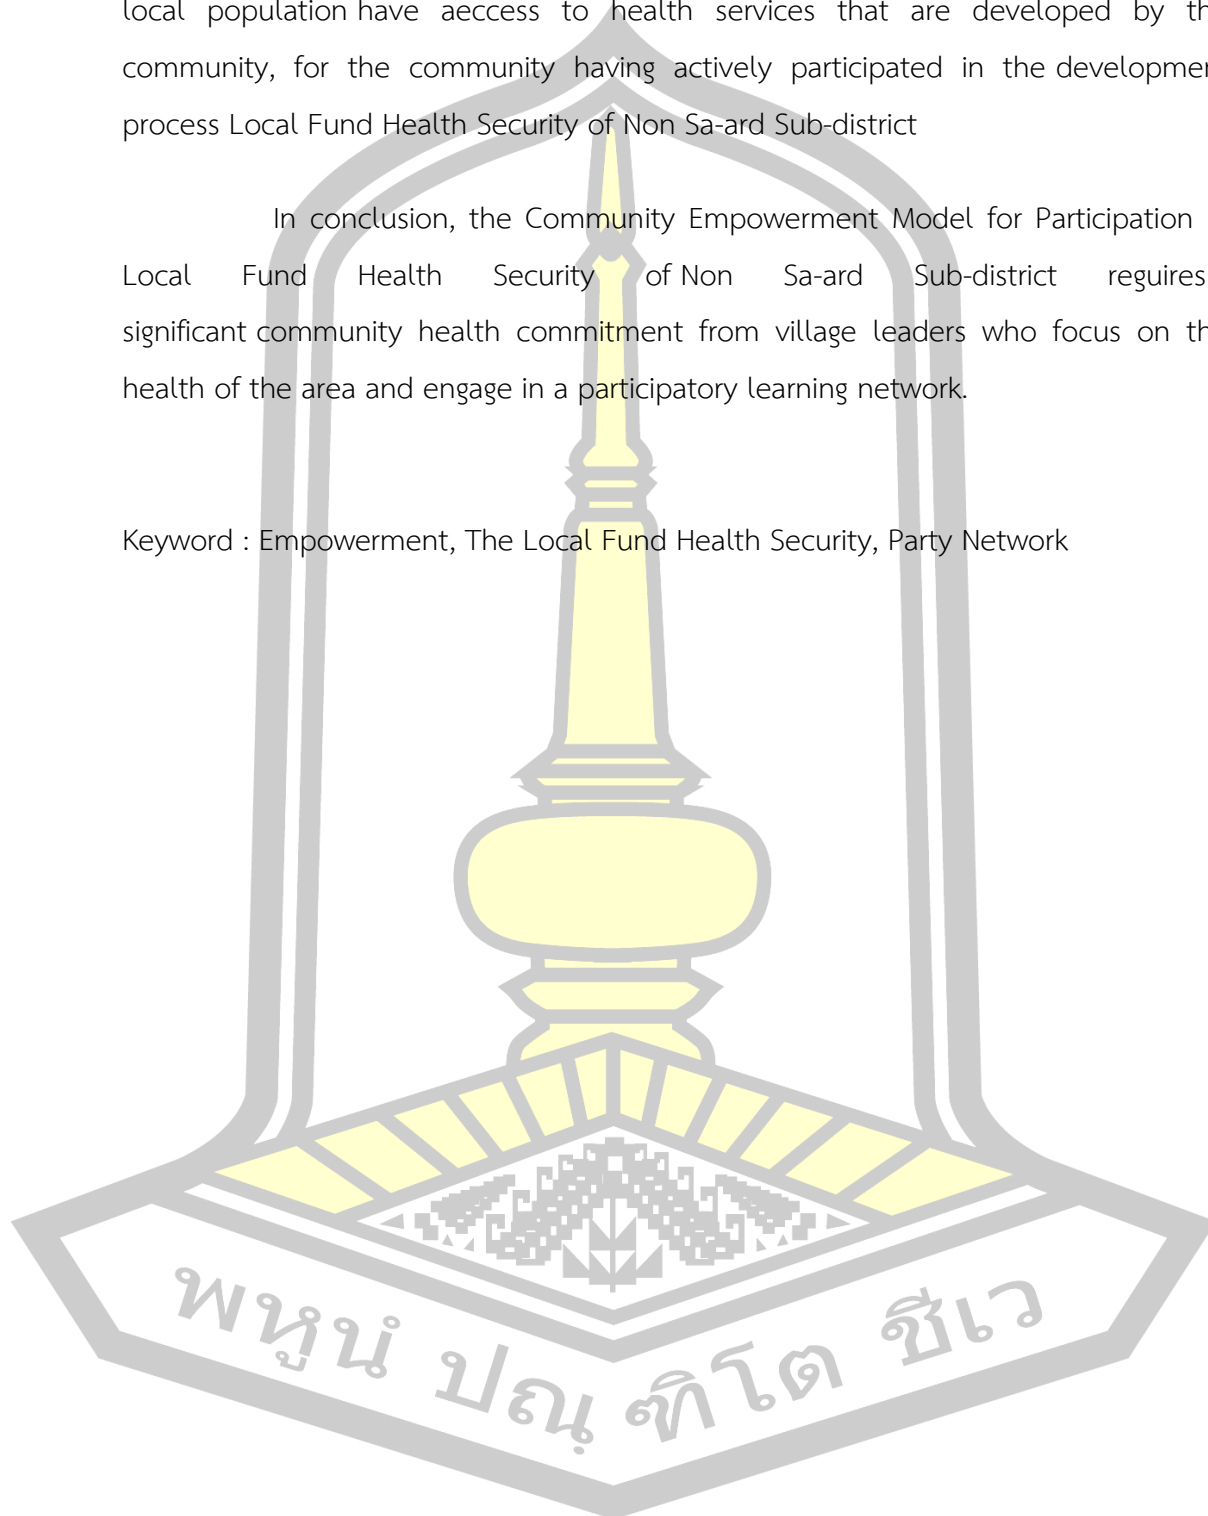 local population have aeccess to health services that are developed by th
community, for the community having actively participated in the developmer
process Local Fund Health Security of Non Sa-ard Sub-district
In conclusion, the Community Empowerment Model for Participation
Local Fund Health Security of Non Sa-ard Sub-district reguires
significant community health commitment from village leaders who focus on th
health of the area and engage in a participatory learning network.
Keyword : Empowerment, The Local Fund Health Security, Party Network
พหูนํ ปณฺ ฑิโต ชีเว